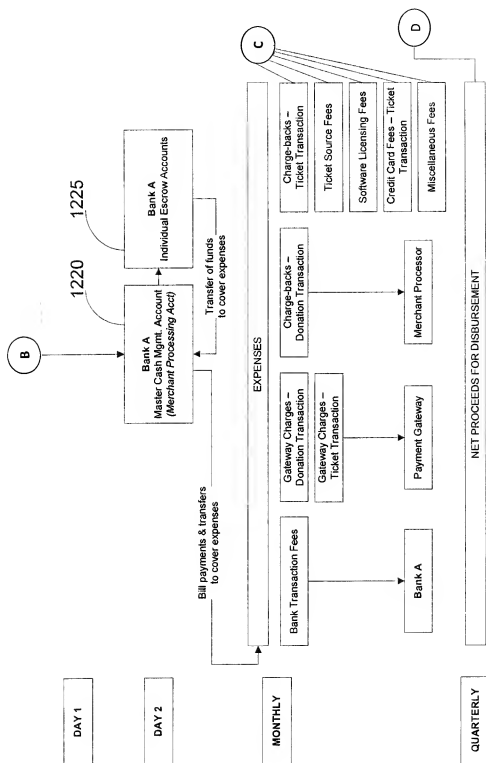 DAY 1
B
DAY 2
1220
Bank A
Master Cash Mgmt. Account
(Merchant Processing Acct)
1225
Bank A
Individual Escrow Accounts
Bill payments & transfers
to cover expenses
Transfer of funds
to cover expenses
MONTHLY
EXPENSES
C
Bank Transaction Fees
Gateway Charges –
Donation Transaction
Gateway Charges –
Ticket Transaction
Charge-backs –
Donation Transaction
Charge-backs –
Ticket Transaction
Ticket Source Fees
Software Licensing Fees
Credit Card Fees – Ticket
Transaction
Miscellaneous Fees
Bank A
Payment Gateway
Merchant Processor
D
QUARTERLY
NET PROCEEDS FOR DISBURSEMENT